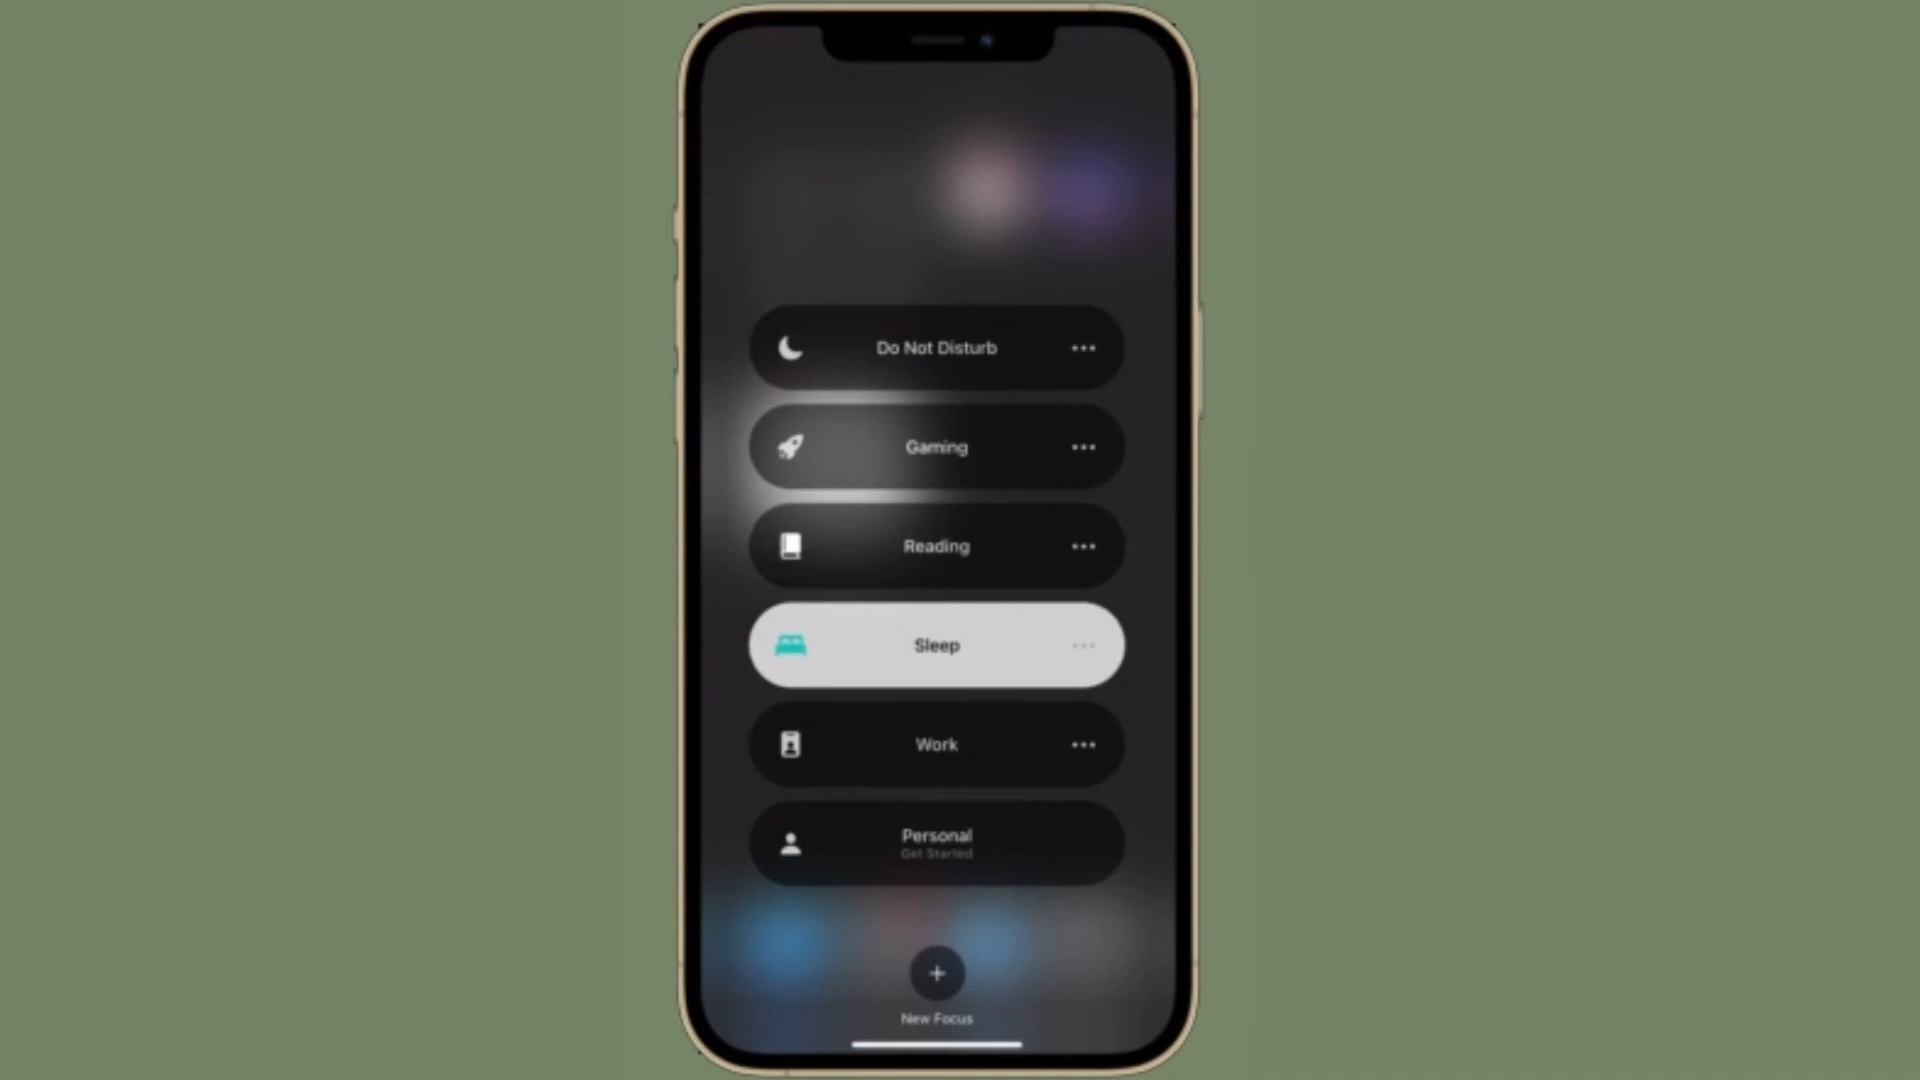 Do Not Disturb
Gaming
Reading
Sleep
Work
Personal
Get Started
New Focus